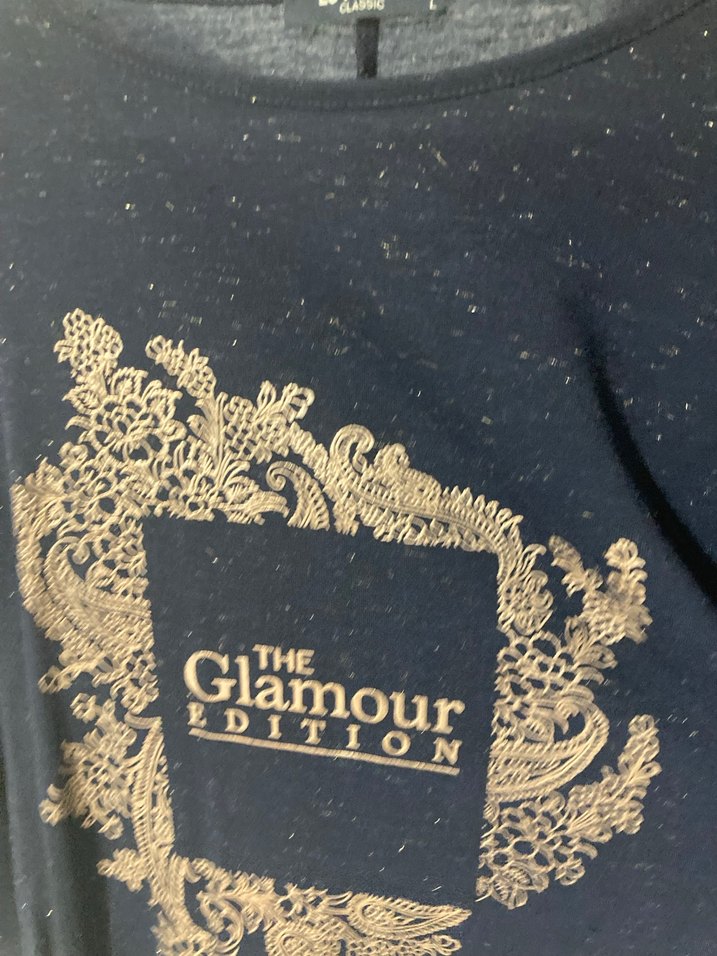 CLASSIC
L
THE
Glamour
EDITION